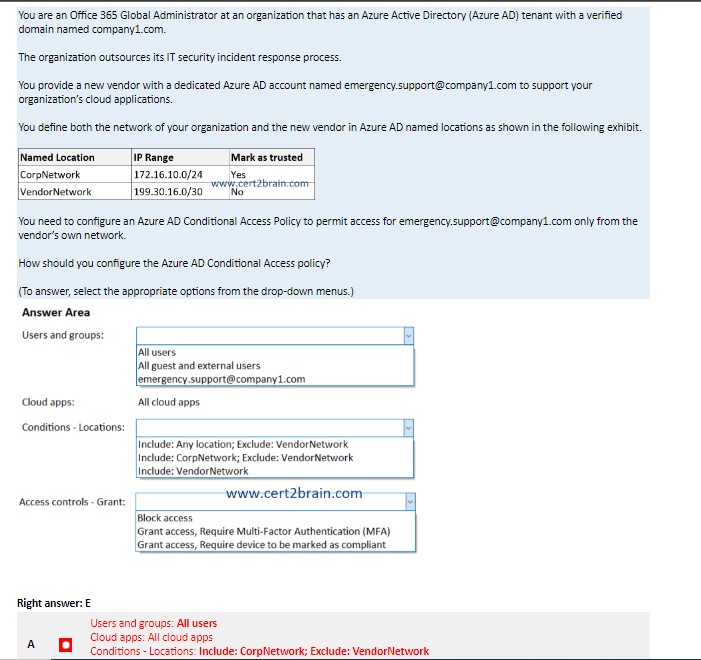 You are an Office 365 Global Administrator at an organization that has an Azure Active Directory (Azure AD) tenant with a verified
domain named company1.com.
The organization outsources its IT security incident response process.
You provide a new vendor with a dedicated Azure AD account named emergency.support@company1.com to support your
organization's cloud applications.
You define both the network of your organization and the new vendor in Azure AD named locations as shown in the following exhibit.
Named Location IP Range Mark as trusted
CorpNetwork 172.16.10.0/24 Yes
www.cert2brain.com
VendorNetwork 199.30.16.0/30 No
You need to configure an Azure AD Conditional Access Policy to permit access for emergency.support@company1.com only from the
vendor's own network.
How should you configure the Azure AD Conditional Access policy?
(To answer, select the appropriate options from the drop-down menus.)
Answer Area
Users and groups:
All users
All guest and external users
emergency.support@company1.com
Cloud apps: All cloud apps
Conditions - Locations:
Include: Any location; Exclude: VendorNetwork
Include: CorpNetwork; Exclude: VendorNetwork
Include: VendorNetwork
www.cert2brain.com
Access controls - Grant:
Block access
Grant access, Require Multi-Factor Authentication (MFA)
Grant access, Require device to be marked as compliant
Right answer: E
Users and groups: All users
A Cloud apps: All cloud apps
Conditions - Locations: Include: CorpNetwork; Exclude: VendorNetwork